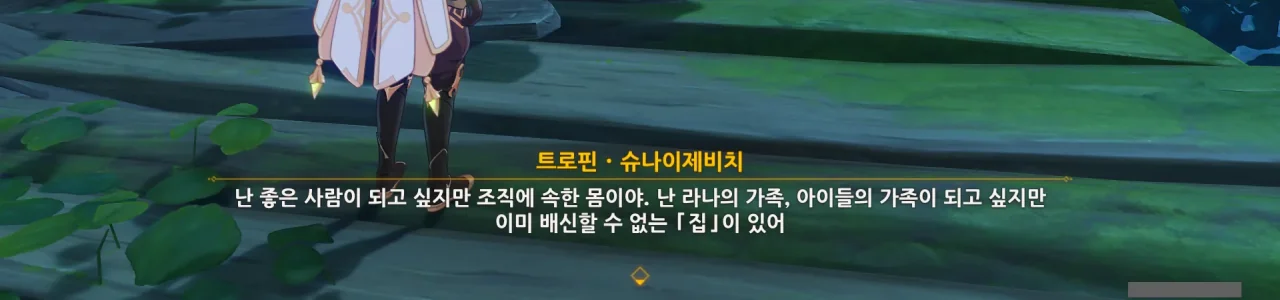 트로핀 · 슈나이제비치
난 좋은 사람이 되고 싶지만 조직에 속한 몸이야. 난 라나의 가족, 아이들의 가족이 되고 싶지만
이미 배신할 수 없는 「집」이 있어